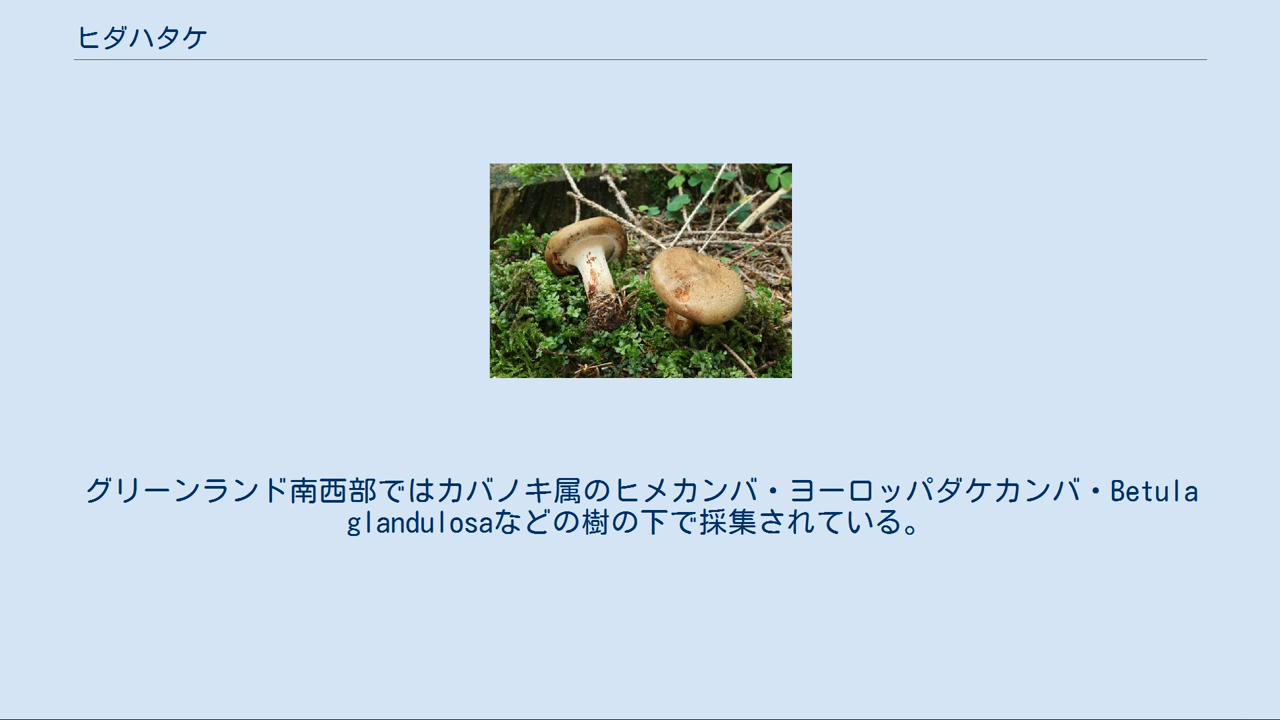 ヒダハタケ
グリーンランド南西部ではカバノキ属のヒメカンバ・ヨーロッパダケカンバ・Betula
glandulosaなどの樹の下で採集されている。